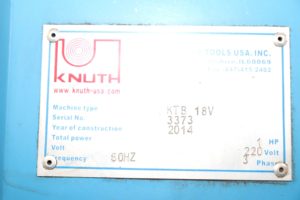 TOOLS USA, INC.
KNUTH
www.knuth-usa.com
Machine type KTB 18V
Serial No. 3373
Year of construction 2014
Total power 1 HP
Volt 220 Volt
Frequency 60HZ 3 Phase